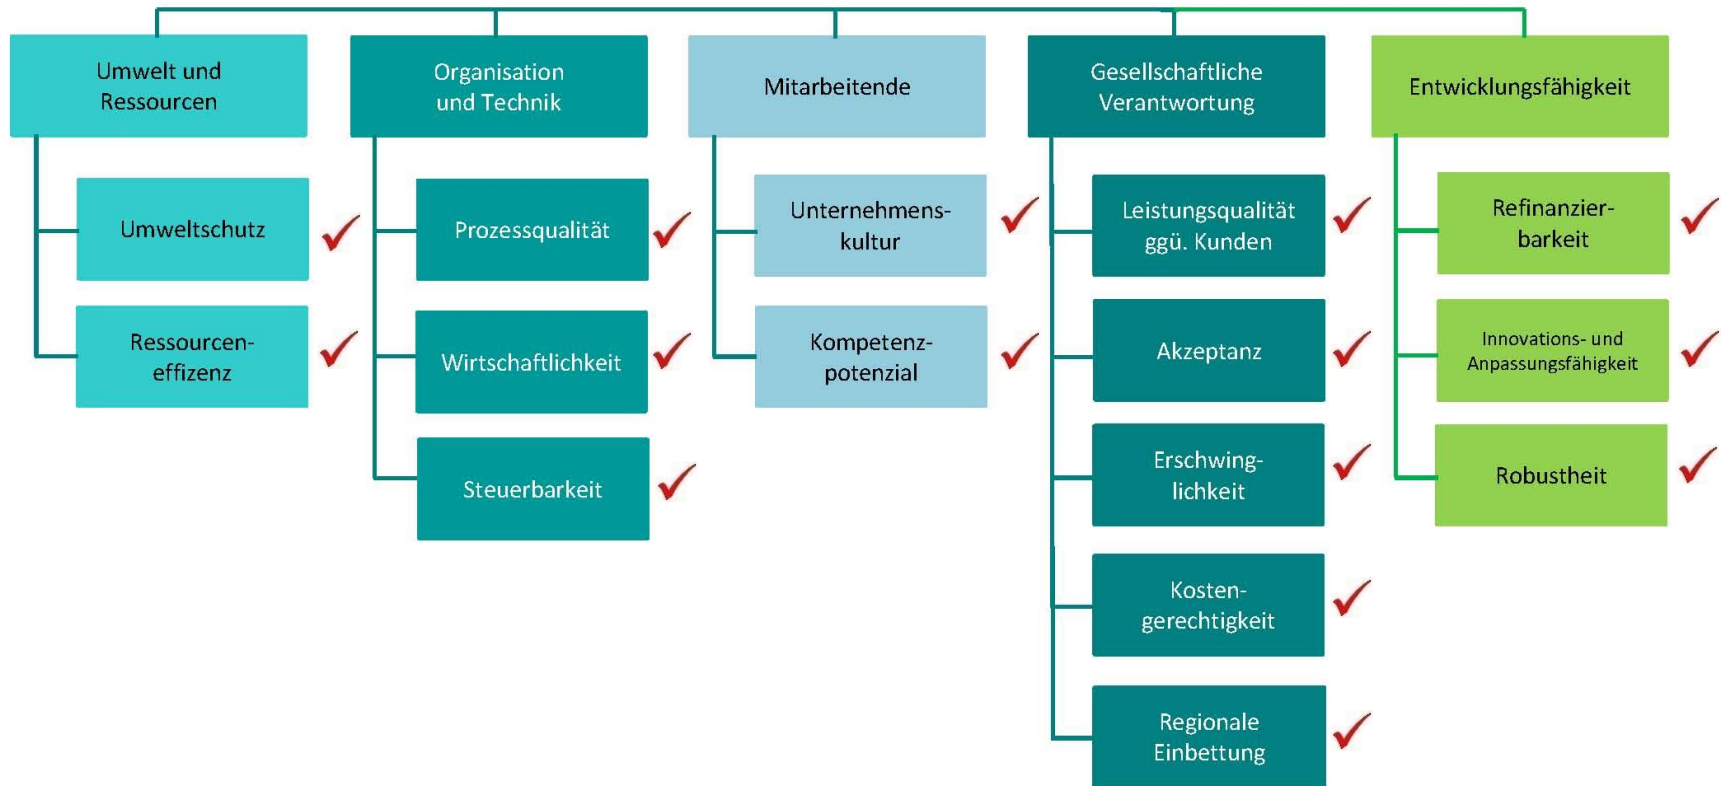 Umwelt und
Ressourcen
Organisation
und Technik
Mitarbeitende
Gesellschaftliche
Verantwortung
Entwicklungsfähigkeit
Umweltschutz
Ressourcen-
effizenz
Prozessqualität
Wirtschaftlichkeit
Steuerbarkeit
Unternehmens-
kultur
Kompetenz-
potenzial
Leistungsqualität
ggü. Kunden
Akzeptanz
Erschwing-
lichkeit
Kosten-
gerechtigkeit
Regionale
Einbettung
Refinanzier-
barkeit
Innovations- und
Anpassungsfähigkeit
Robustheit